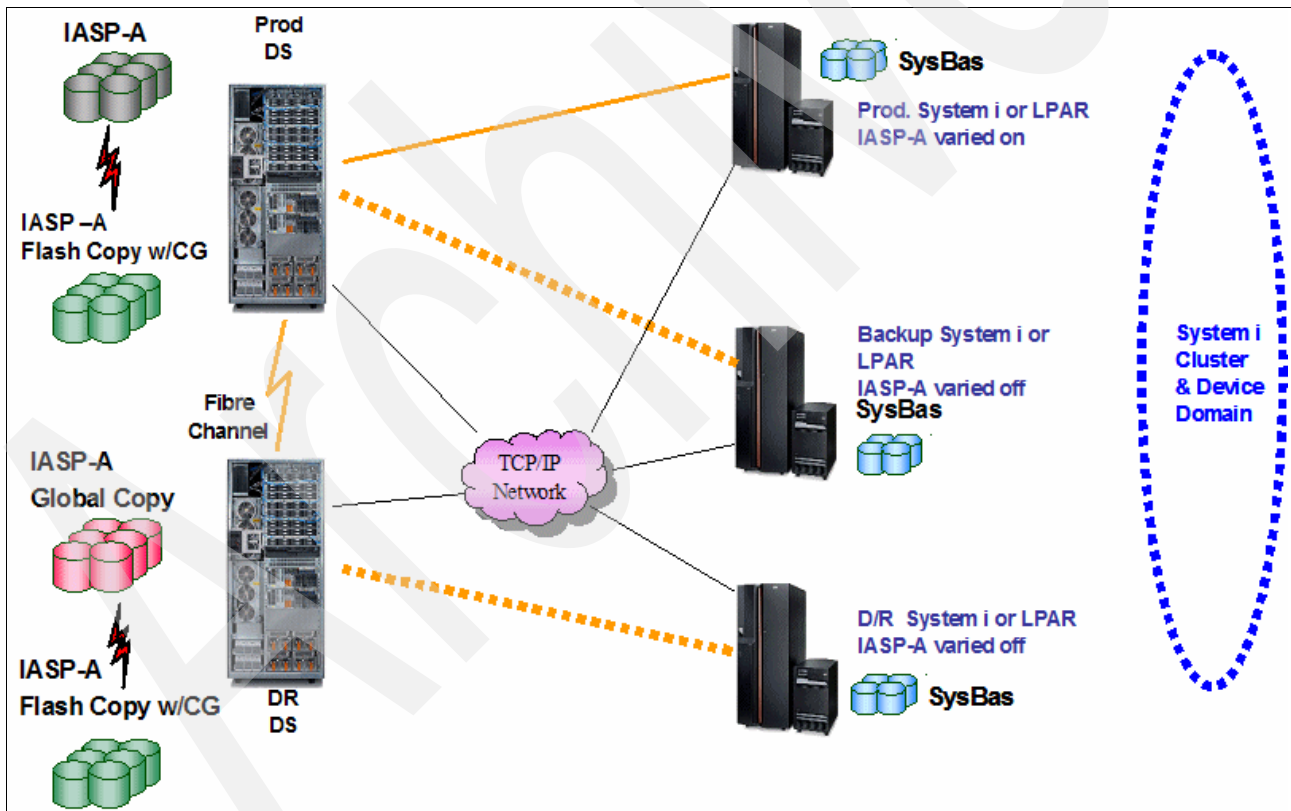 IASP-A
Prod
DS
SysBas
Prod. System i or LPAR
IASP-A varied on
IASP –A
Flash Copy w/CG
Backup System i or
LPAR
IASP-A varied off
SysBas
System i
Cluster
& Device
Domain
Fibre
Channel
TCP/IP
Network
IASP-A
Global Copy
D/R System i or LPAR
IASP-A varied off
SysBas
IASP-A
Flash Copy w/CG
DR
DS
Archive